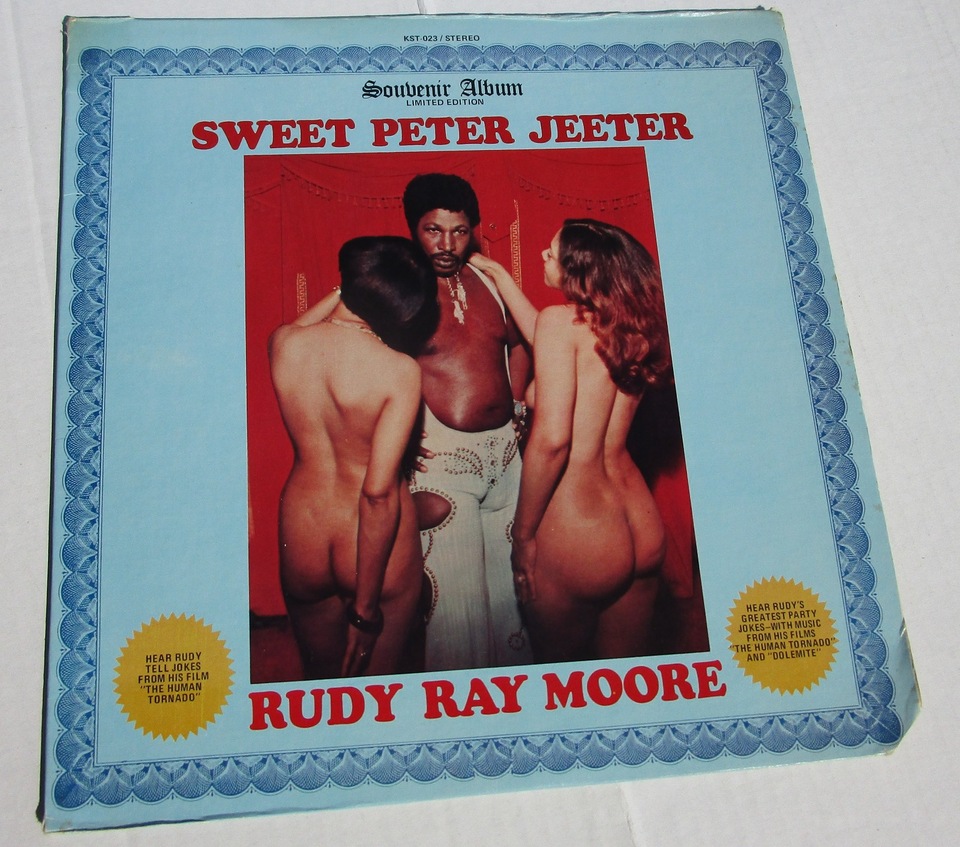 KST-023 / STEREO
Souvenir Album
LIMITED EDITION
SWEET PETER JEETER
HEAR RUDY
TELL JOKES
FROM HIS FILM
"THE HUMAN
TORNADO"
HEAR RUDY'S
GREATEST PARTY
JOKES–WITH MUSIC
FROM HIS FILMS
"THE HUMAN TORNADO"
AND "DOLEMITE"
RUDY RAY MOORE